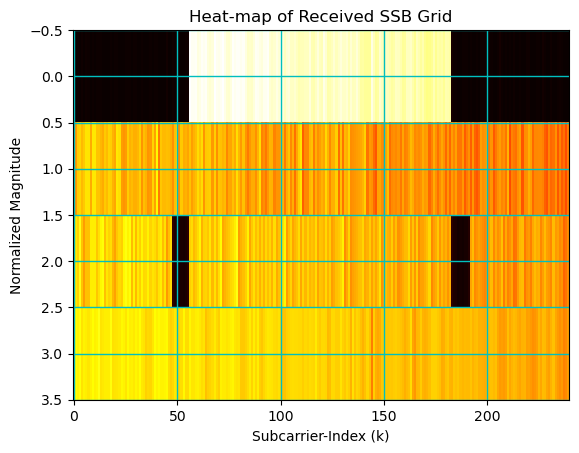 Heat-map of Received SSB Grid
Normalized Magnitude
−0.5
0.0
0.5
1.0
1.5
2.0
2.5
3.0
3.5
0 50 100 150 200
Subcarrier-Index (k)